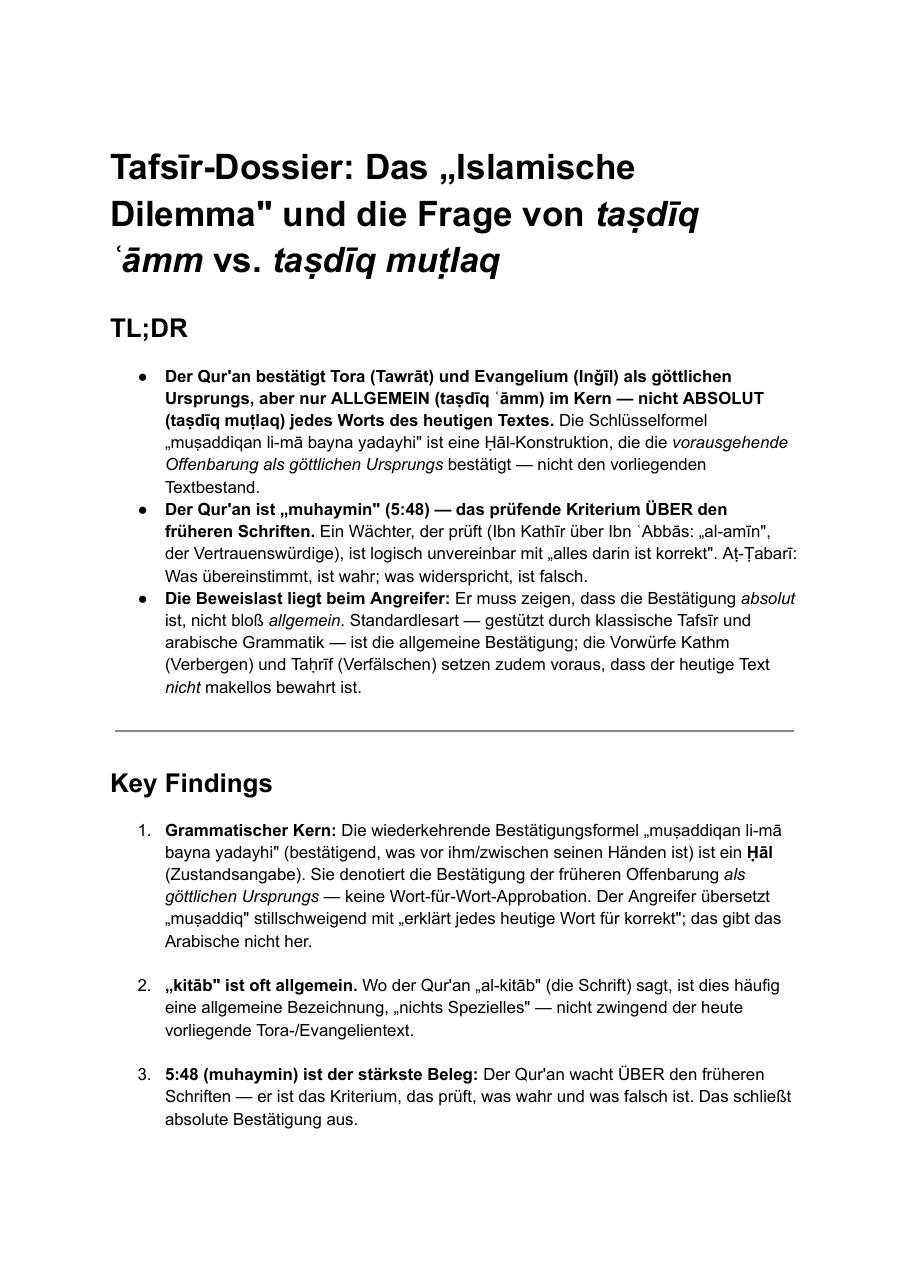 Tafsīr-Dossier: Das „Islamische
Dilemma" und die Frage von taṣdīq
ʿāmm vs. taṣdīq muṭlaq
TL;DR
● Der Qur'an bestätigt Tora (Tawrāt) und Evangelium (Inǧīl) als göttlichen
Ursprungs, aber nur ALLGEMEIN (taṣdīq ʿāmm) im Kern — nicht ABSOLUT
(taṣdīq muṭlaq) jedes Worts des heutigen Textes. Die Schlüsselformel
„muṣaddiqan li-mā bayna yadayhi" ist eine Ḥāl-Konstruktion, die die vorausgehende
Offenbarung als göttlichen Ursprungs bestätigt — nicht den vorliegenden
Textbestand.
● Der Qur'an ist „muhaymin" (5:48) — das prüfende Kriterium ÜBER den
früheren Schriften. Ein Wächter, der prüft (Ibn Kathīr über Ibn ʿAbbās: „al-amīn",
der Vertrauenswürdige), ist logisch unvereinbar mit „alles darin ist korrekt". Aṭ-Ṭabarī:
Was übereinstimmt, ist wahr; was widerspricht, ist falsch.
● Die Beweislast liegt beim Angreifer: Er muss zeigen, dass die Bestätigung absolut
ist, nicht bloß allgemein. Standardlesart — gestützt durch klassische Tafsīr und
arabische Grammatik — ist die allgemeine Bestätigung; die Vorwürfe Kathm
(Verbergen) und Taḥrīf (Verfälschen) setzen zudem voraus, dass der heutige Text
nicht makellos bewahrt ist.
Key Findings
1. Grammatischer Kern: Die wiederkehrende Bestätigungsformel „muṣaddiqan li-mā
bayna yadayhi" (bestätigend, was vor ihm/zwischen seinen Händen ist) ist ein Ḥāl
(Zustandsangabe). Sie denotiert die Bestätigung der früheren Offenbarung als
göttlichen Ursprungs — keine Wort-für-Wort-Approbation. Der Angreifer übersetzt
„muṣaddiq" stillschweigend mit „erklärt jedes heutige Wort für korrekt"; das gibt das
Arabische nicht her.
2. „kitāb" ist oft allgemein. Wo der Qur'an „al-kitāb" (die Schrift) sagt, ist dies häufig
eine allgemeine Bezeichnung, „nichts Spezielles" — nicht zwingend der heute
vorliegende Tora-/Evangelientext.
3. 5:48 (muhaymin) ist der stärkste Beleg: Der Qur'an wacht ÜBER den früheren
Schriften — er ist das Kriterium, das prüft, was wahr und was falsch ist. Das schließt
absolute Bestätigung aus.